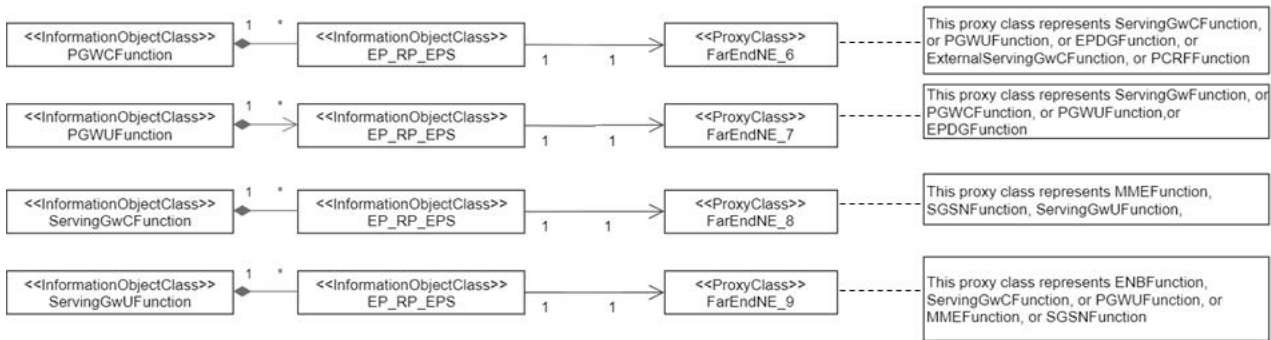 1 *
<<InformationObjectClass>>
PGWCFunction
<<InformationObjectClass>>
EP_RP_EPS
1 1
<<ProxyClass>>
FarEndNE_6
This proxy class represents ServingGwCFunction,
or PGWUFunction, or EPDGFunction, or
ExternalServingGwCFunction, or PCRFFunction
1 *
<<InformationObjectClass>>
PGWUFunction
<<InformationObjectClass>>
EP_RP_EPS
1 1
<<ProxyClass>>
FarEndNE_7
This proxy class represents ServingGwFunction, or
PGWCFunction, or PGWUFunction,or
EPDGFunction
1 *
<<InformationObjectClass>>
ServingGwCFunction
<<InformationObjectClass>>
EP_RP_EPS
1 1
<<ProxyClass>>
FarEndNE_8
This proxy class represents MMEFunction,
SGSNFunction, ServingGwUFunction,
1 *
<<InformationObjectClass>>
ServingGwUFunction
<<InformationObjectClass>>
EP_RP_EPS
1 1
<<ProxyClass>>
FarEndNE_9
This proxy class represents ENBFunction,
ServingGwCFunction, or PGWUFunction, or
MMEFunction, or SGSNFunction